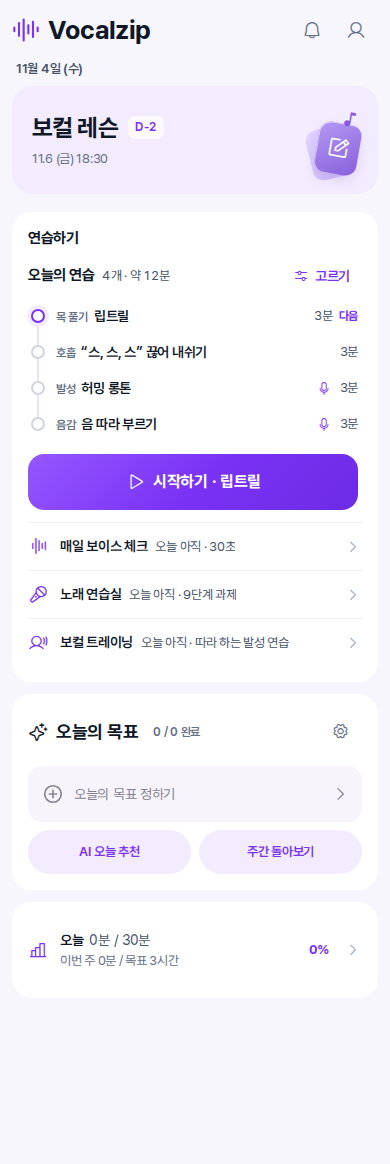 Vocalzip
11월 4일 (수)
보컬 레슨 D-2
11.6 (금) 18:30
연습하기
오늘의 연습 4개 · 약 12분 고르기
목 풀기 립트릴 3분 다음
호흡 “스, 스, 스” 끊어 내쉬기 3분
발성 허밍 롱톤 3분
음감 음 따라 부르기 3분
시작하기 · 립트릴
매일 보이스 체크 오늘 아직 · 30초
노래 연습실 오늘 아직 · 9단계 과제
보컬 트레이닝 오늘 아직 · 따라 하는 발성 연습
오늘의 목표 0 / 0 완료
오늘의 목표 정하기
AI 오늘 추천 주간 돌아보기
오늘 0분 / 30분 0%
이번 주 0분 / 목표 3시간